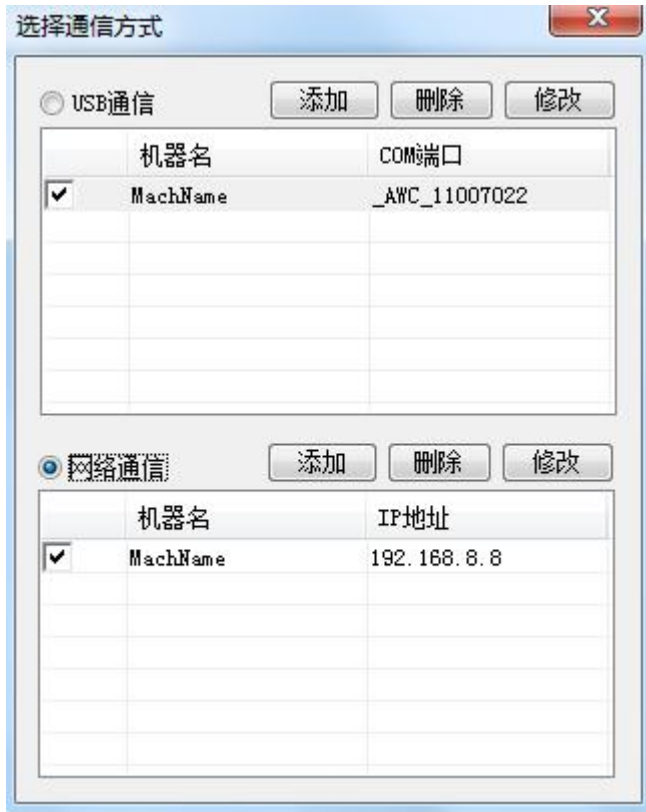 选择通信方式
USB通信 添加 删除 修改
机器名 COM端口
MachName _AWC_11007022
网络通信 添加 删除 修改
机器名 IP地址
MachName 192.168.8.8